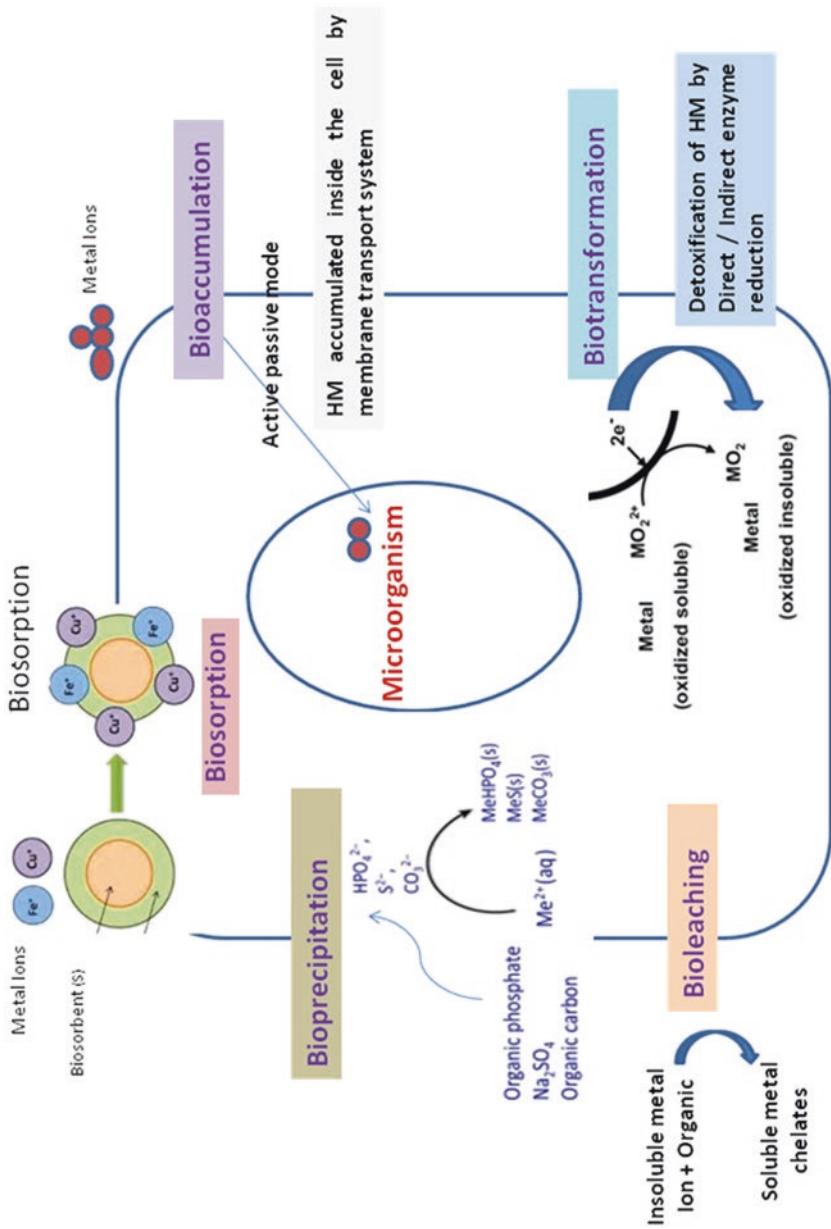 Biosorption
Metal Ions
Fe⁺
Cu⁺
Biosorbent (S)
Fe⁺
Cu⁺
Cu⁺
Fe⁺
Cu⁺
Metal Ions
Biosorption
Bioaccumulation
Active passive mode
HM accumulated inside the cell by
membrane transport system
Bioprecipitation
HPO₄²⁻,
S²⁻,
CO₃²⁻
Organic phosphate
Na₂SO₄
Organic carbon
Me²⁺(aq)
MeHPO₄(s)
MeS(s)
MeCO₃(s)
Microorganism
Biotransformation
2e⁻
MO₂²⁺
MO₂
Metal
(oxidized soluble)
Metal
(oxidized insoluble)
Detoxification of HM by
Direct / Indirect enzyme
reduction
Bioleaching
Insoluble metal
Ion + Organic
Soluble metal
chelates